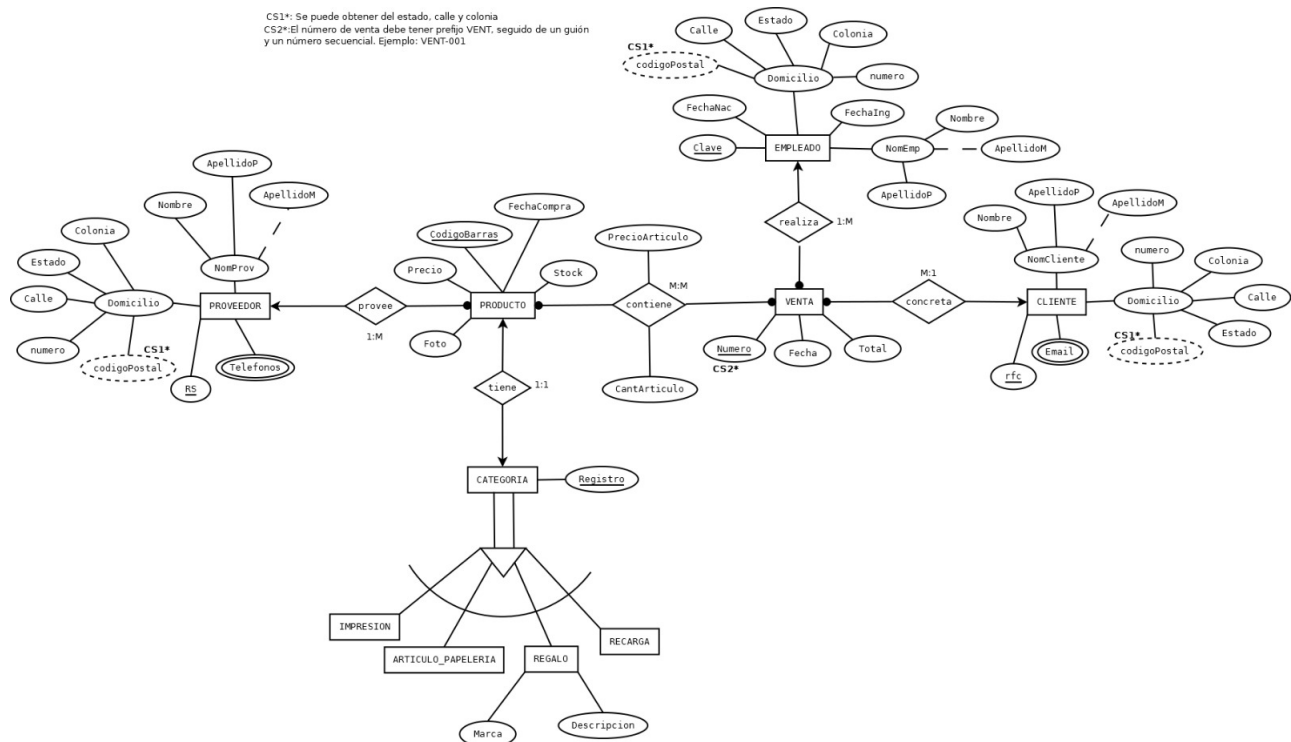 CS1*: Se puede obtener del estado, calle y colonia
CS2*:El número de venta debe tener prefijo VENT, seguido de un guión
y un número secuencial. Ejemplo: VENT-001
Estado
Calle
Colonia
CS1*
codigoPostal
Domicilio
numero
FechaNac
FechaIng
Nombre
Clave
EMPLEADO
NomEmp
ApellidoM
ApellidoP
ApellidoP
ApellidoM
Nombre
NomProv
Colonia
Estado
Calle
numero
Domicilio
CS1*
codigoPostal
PROVEEDOR
RS
Telefonos
provee
1:M
FechaCompra
CodigoBarras
Precio
Stock
PRODUCTO
Foto
PrecioArticulo
M:M
contiene
CantArticulo
realiza
1:M
VENTA
Numero
CS2*
Fecha
Total
M:1
concreta
ApellidoP
ApellidoM
Nombre
NomCliente
CLIENTE
rfc
Email
numero
Colonia
Domicilio
Calle
Estado
CS1*
codigoPostal
tiene
1:1
CATEGORIA
Registro
IMPRESION
ARTICULO_PAPELERIA
REGALO
RECARGA
Marca
Descripcion